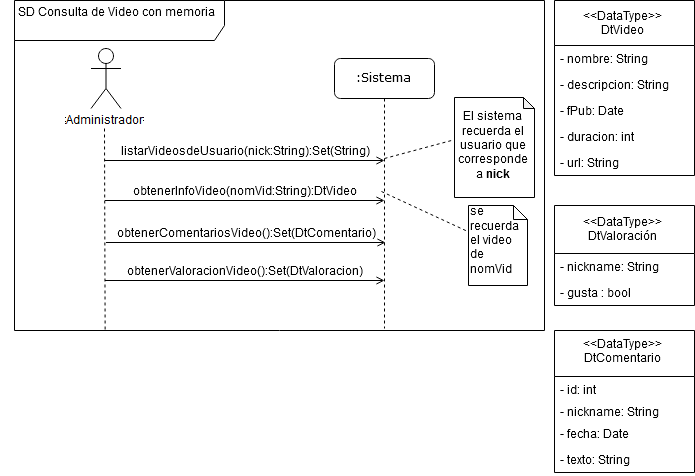 SD Consulta de Video con memoria
:Administrador
:Sistema
listarVideosdeUsuario(nick:String):Set(String)
El sistema
recuerda el
usuario que
corresponde
a nick
obtenerInfoVideo(nomVid:String):DtVideo
se
recuerda
el video
de
nomVid
obtenerComentariosVideo():Set(DtComentario)
obtenerValoracionVideo():Set(DtValoracion)
<<DataType>>
DtVideo
- nombre: String
- descripcion: String
- fPub: Date
- duracion: int
- url: String
<<DataType>>
DtValoración
- nickname: String
- gusta : bool
<<DataType>>
DtComentario
- id: int
- nickname: String
- fecha: Date
- texto: String